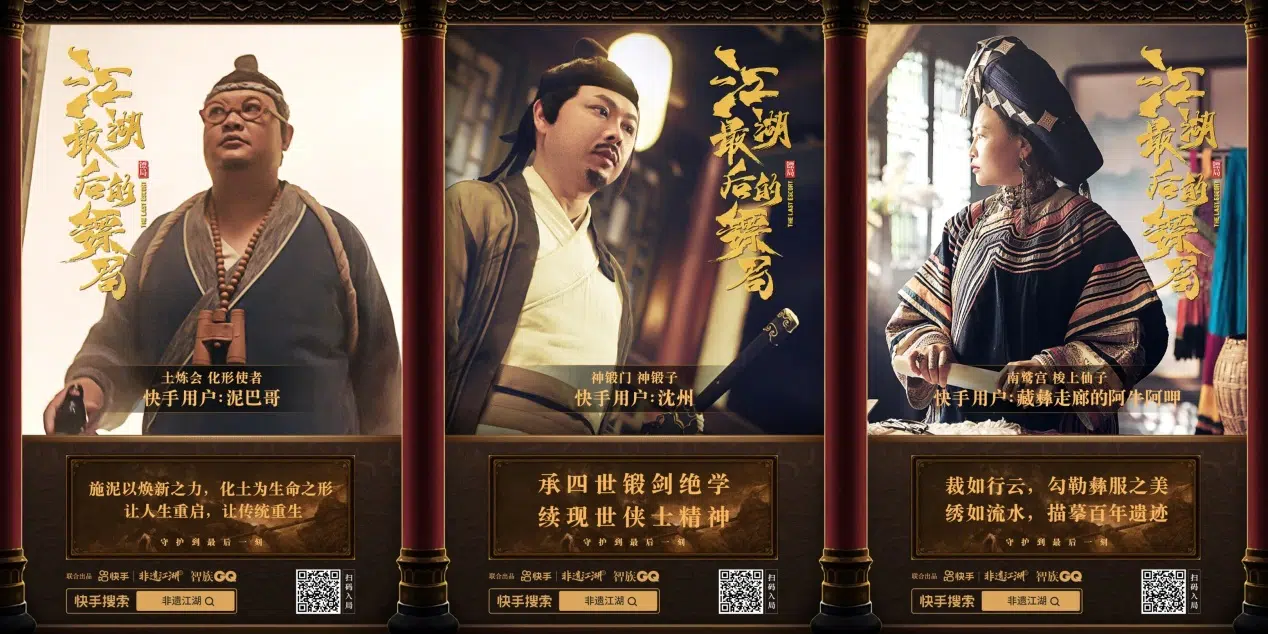 江湖
最后的
镖局
镖局
THE LAST ESCORT
土炼会 化形使者
快手用户:泥巴哥
施泥以焕新之力，化土为生命之形
让人生重启，让传统重生
守护到最后一刻
联合出品 快手 非遗江湖 智族GQ
快手搜索 非遗江湖
扫码入局
江湖
最后的
镖局
镖局
THE LAST ESCORT
神锻门 神锻子
快手用户:沈州
承四世锻剑绝学
续现世侠士精神
守护到最后一刻
联合出品 快手 非遗江湖 智族GQ
快手搜索 非遗江湖
扫码入局
江湖
最后的
镖局
镖局
THE LAST ESCORT
南鹫宫 梭上仙子
快手用户:藏彝走廊的阿牛阿呷
裁如行云，勾勒彝服之美
绣如流水，描摹百年遗迹
守护到最后一刻
联合出品 快手 非遗江湖 智族GQ
快手搜索 非遗江湖
扫码入局